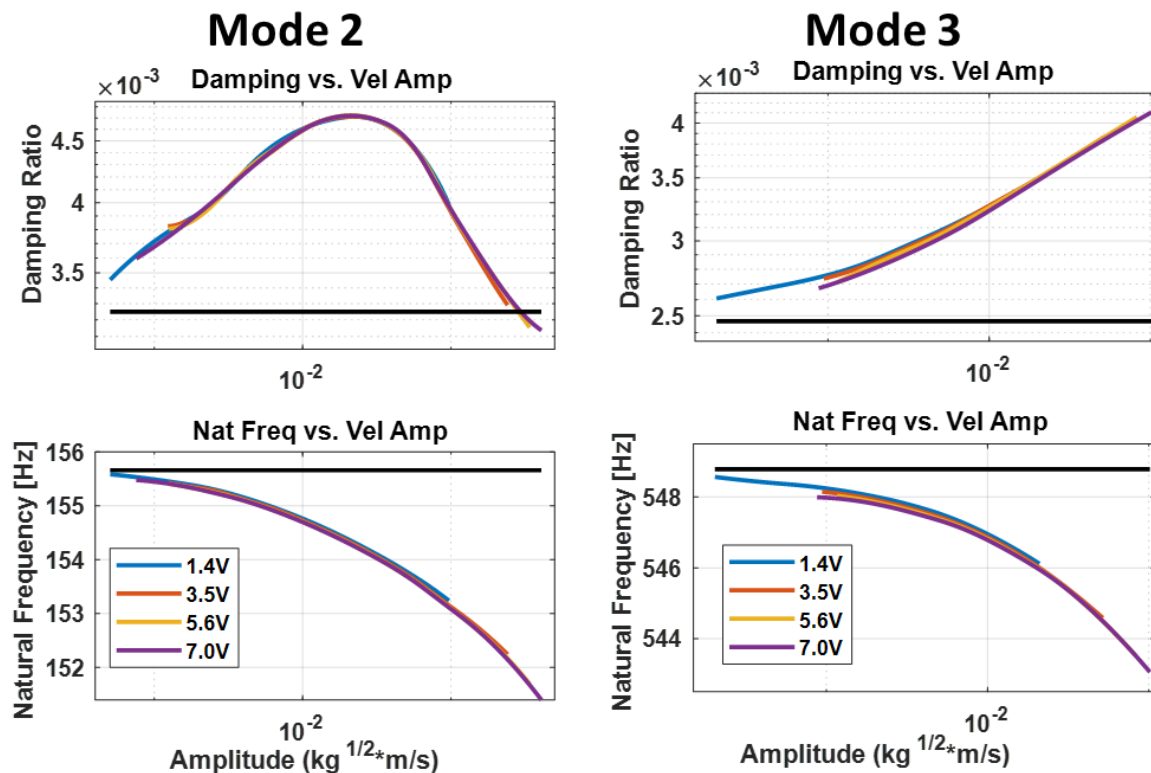 Mode 2
Damping vs. Vel Amp
×10⁻³
4.5
4
3.5
Damping Ratio
10⁻²
Nat Freq vs. Vel Amp
156
155
154
153
152
Natural Frequency [Hz]
1.4V
3.5V
5.6V
7.0V
10⁻²
Amplitude (kg ^1/2*m/s)
Mode 3
Damping vs. Vel Amp
×10⁻³
4
3.5
3
2.5
Damping Ratio
10⁻²
Nat Freq vs. Vel Amp
548
546
544
Natural Frequency [Hz]
1.4V
3.5V
5.6V
7.0V
10⁻²
Amplitude (kg ^1/2*m/s)